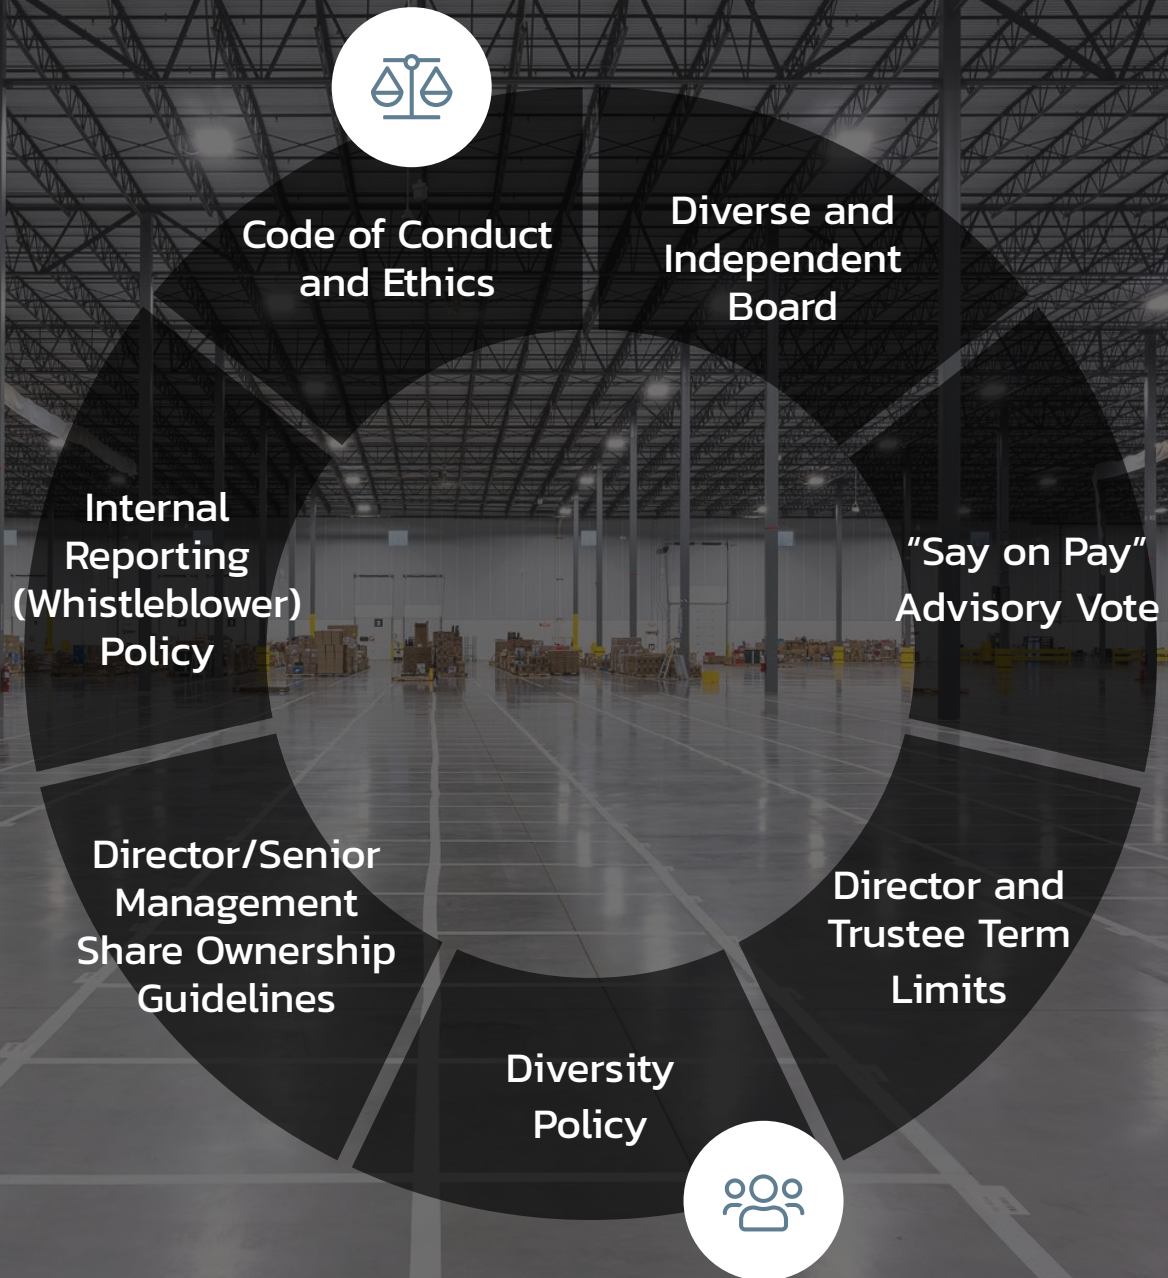 Code of Conduct
and Ethics
Diverse and
Independent
Board
“Say on Pay”
Advisory Vote
Director and
Trustee Term
Limits
Diversity
Policy
Director/Senior
Management
Share Ownership
Guidelines
Internal
Reporting
(Whistleblower)
Policy